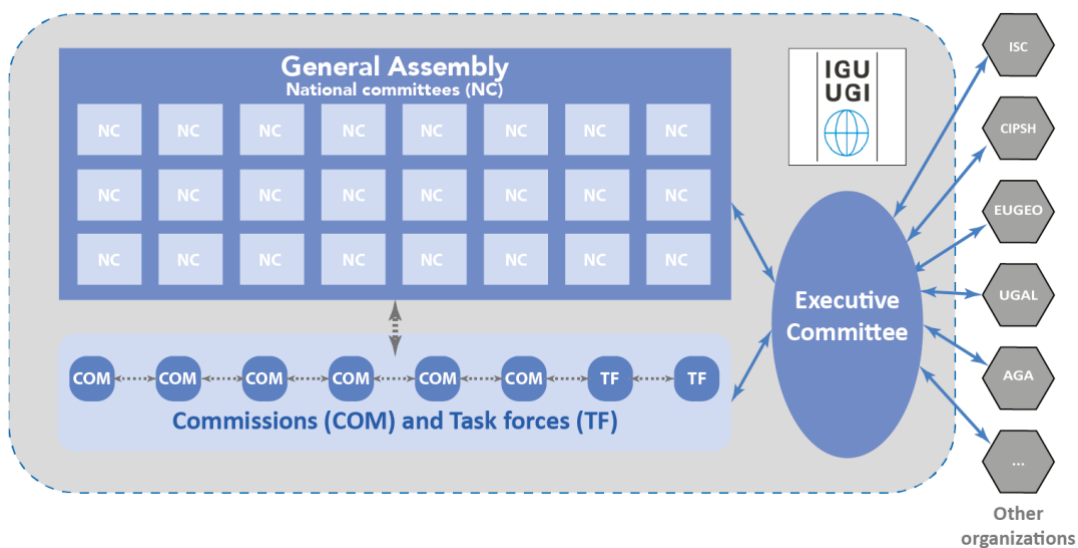 General Assembly
National committees (NC)
NC NC NC NC NC NC NC NC
NC NC NC NC NC NC NC NC
NC NC NC NC NC NC NC NC
COM COM COM COM COM COM TF TF
Commissions (COM) and Task forces (TF)
IGU
UGI
Executive
Committee
ISC
CIPSH
EUGEO
UGAL
AGA
...
Other
organizations